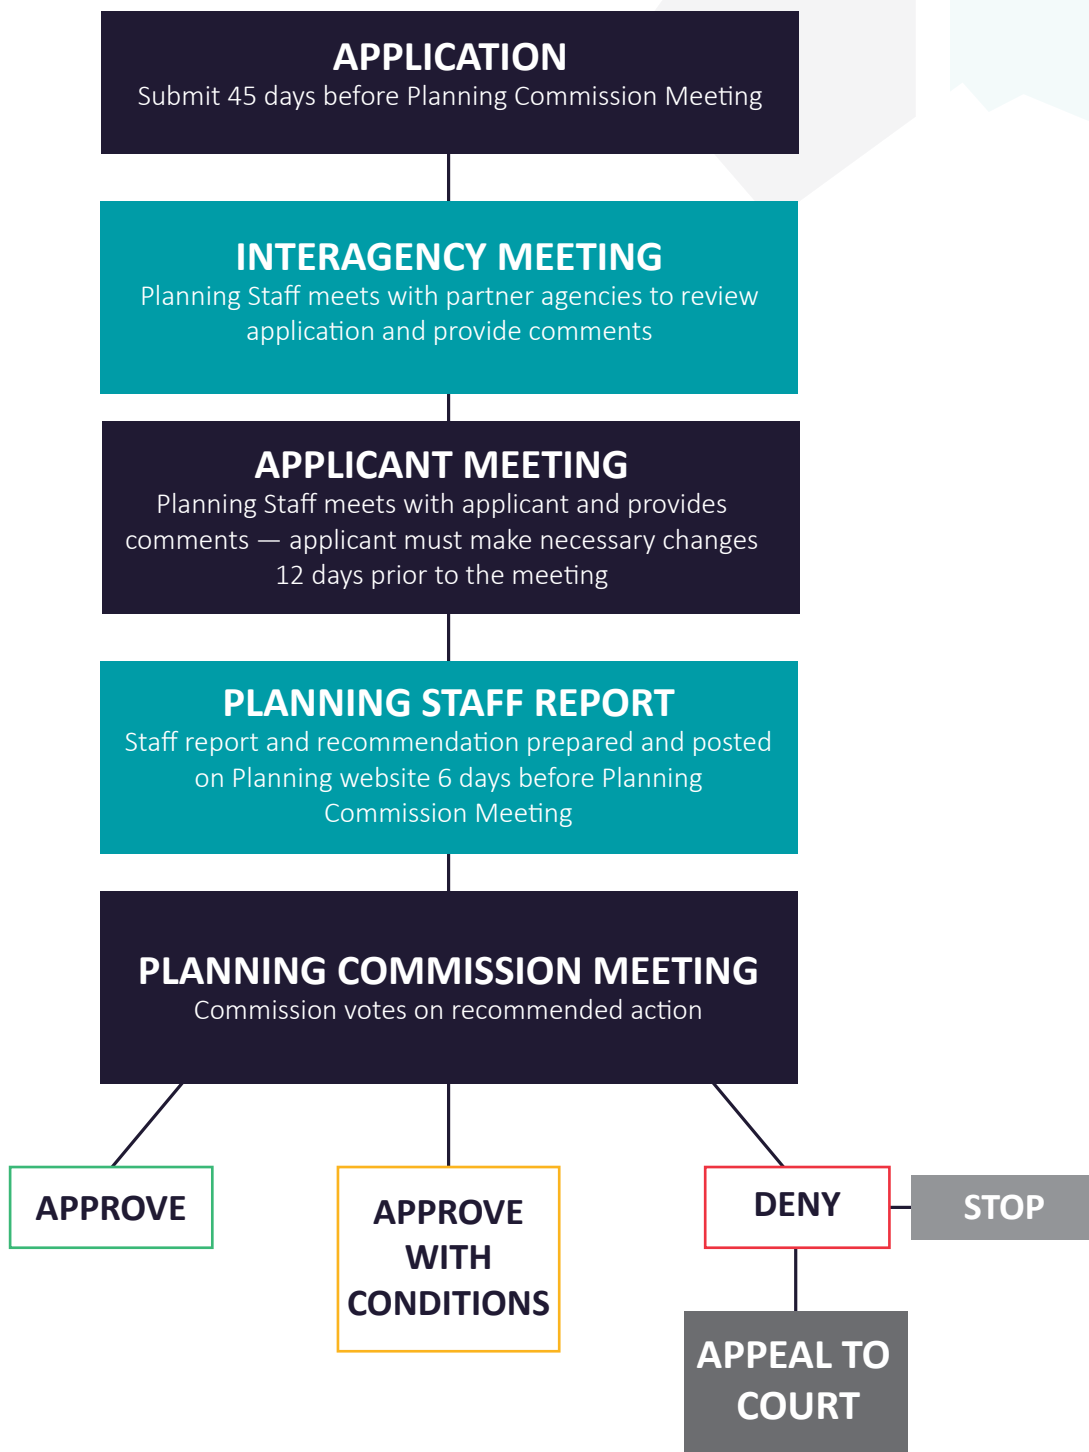 APPLICATION
Submit 45 days before Planning Commission Meeting
INTERAGENCY MEETING
Planning Staff meets with partner agencies to review
application and provide comments
APPLICANT MEETING
Planning Staff meets with applicant and provides
comments — applicant must make necessary changes
12 days prior to the meeting
PLANNING STAFF REPORT
Staff report and recommendation prepared and posted
on Planning website 6 days before Planning
Commission Meeting
PLANNING COMMISSION MEETING
Commission votes on recommended action
APPROVE
APPROVE
WITH
CONDITIONS
DENY
STOP
APPEAL TO
COURT